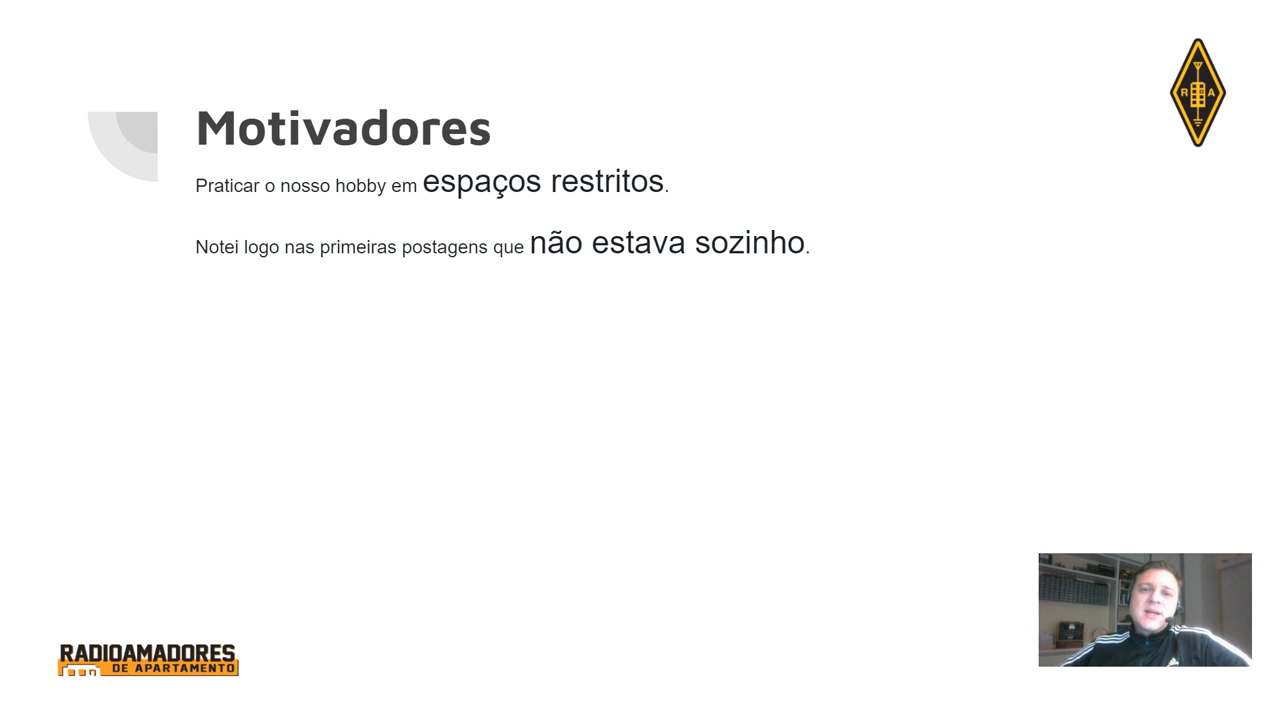 Motivadores
Praticar o nosso hobby em espaços restritos.
Notei logo nas primeiras postagens que não estava sozinho.
R A
RADIOAMADORES
DE APARTAMENTO